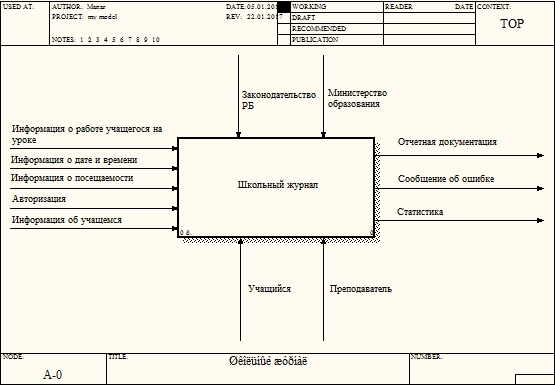 USED AT:
AUTHOR: Manar
DATE: 05.01.201
WORKING
READER
DATE
CONTEXT:
PROJECT: my model
REV: 22.01.2017
DRAFT
TOP
RECOMMENDED
NOTES: 1 2 3 4 5 6 7 8 9 10
PUBLICATION
Законодательство
РБ
Министерство
образования
Информация о работе учащегося на
уроке
Информация о дате и времени
Информация о посещаемости
Авторизация
Информация об учащемся
Школьный журнал
0 б.
0
Отчетная документация
Сообщение об ошибке
Статистика
Учащийся
Преподаватель
NODE:
TITLE:
NUMBER:
A-0
Øêîëüíûé æóðíàë